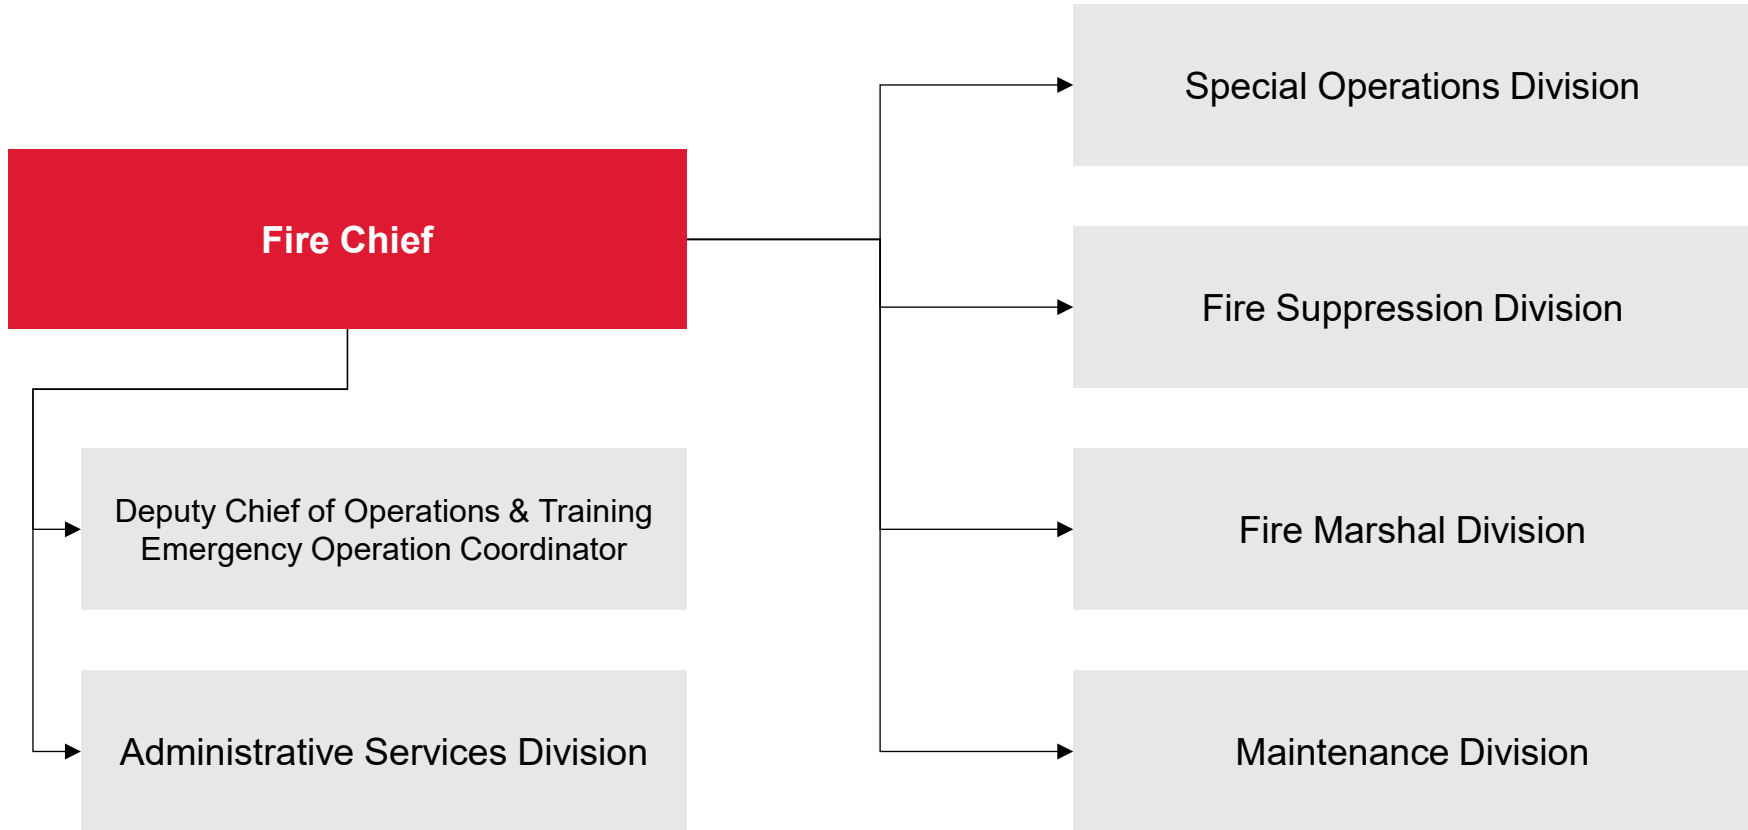 Fire Chief
Deputy Chief of Operations & Training
Emergency Operation Coordinator
Administrative Services Division
Special Operations Division
Fire Suppression Division
Fire Marshal Division
Maintenance Division